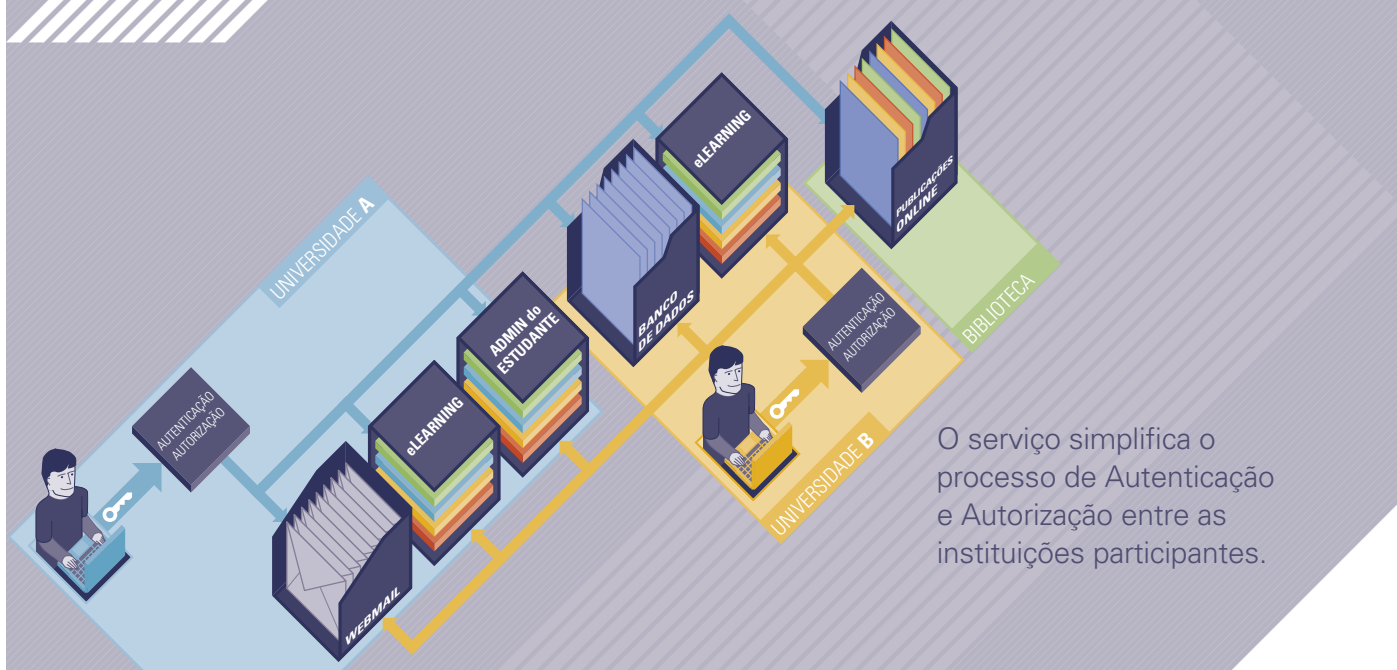 UNIVERSIDADE A
AUTENTICAÇÃO
AUTORIZAÇÃO
WEBMAIL
eLEARNING
ADMIN do
ESTUDANTE
BANCO
DE DADOS
eLEARNING
PUBLICAÇÕES
ONLINE
BIBLIOTECA
AUTENTICAÇÃO
AUTORIZAÇÃO
UNIVERSIDADE B
O serviço simplifica o
processo de Autenticação
e Autorização entre as
instituições participantes.